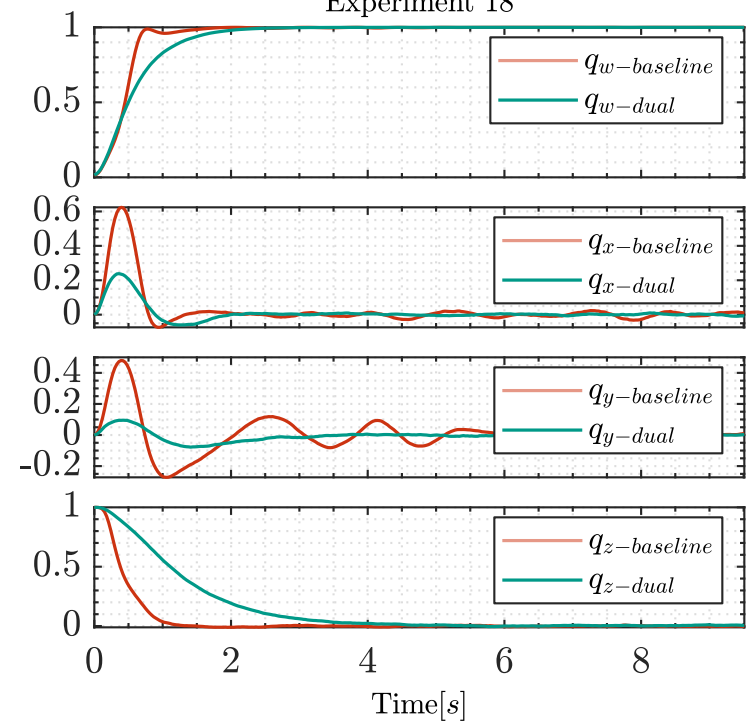 Experiment 18
1
0.5
0
q_{w-baseline}
q_{w-dual}
0.6
0.4
0.2
0
q_{x-baseline}
q_{x-dual}
0.4
0.2
0
-0.2
q_{y-baseline}
q_{y-dual}
1
0.5
0
q_{z-baseline}
q_{z-dual}
0 2 4 6 8
Time[s]